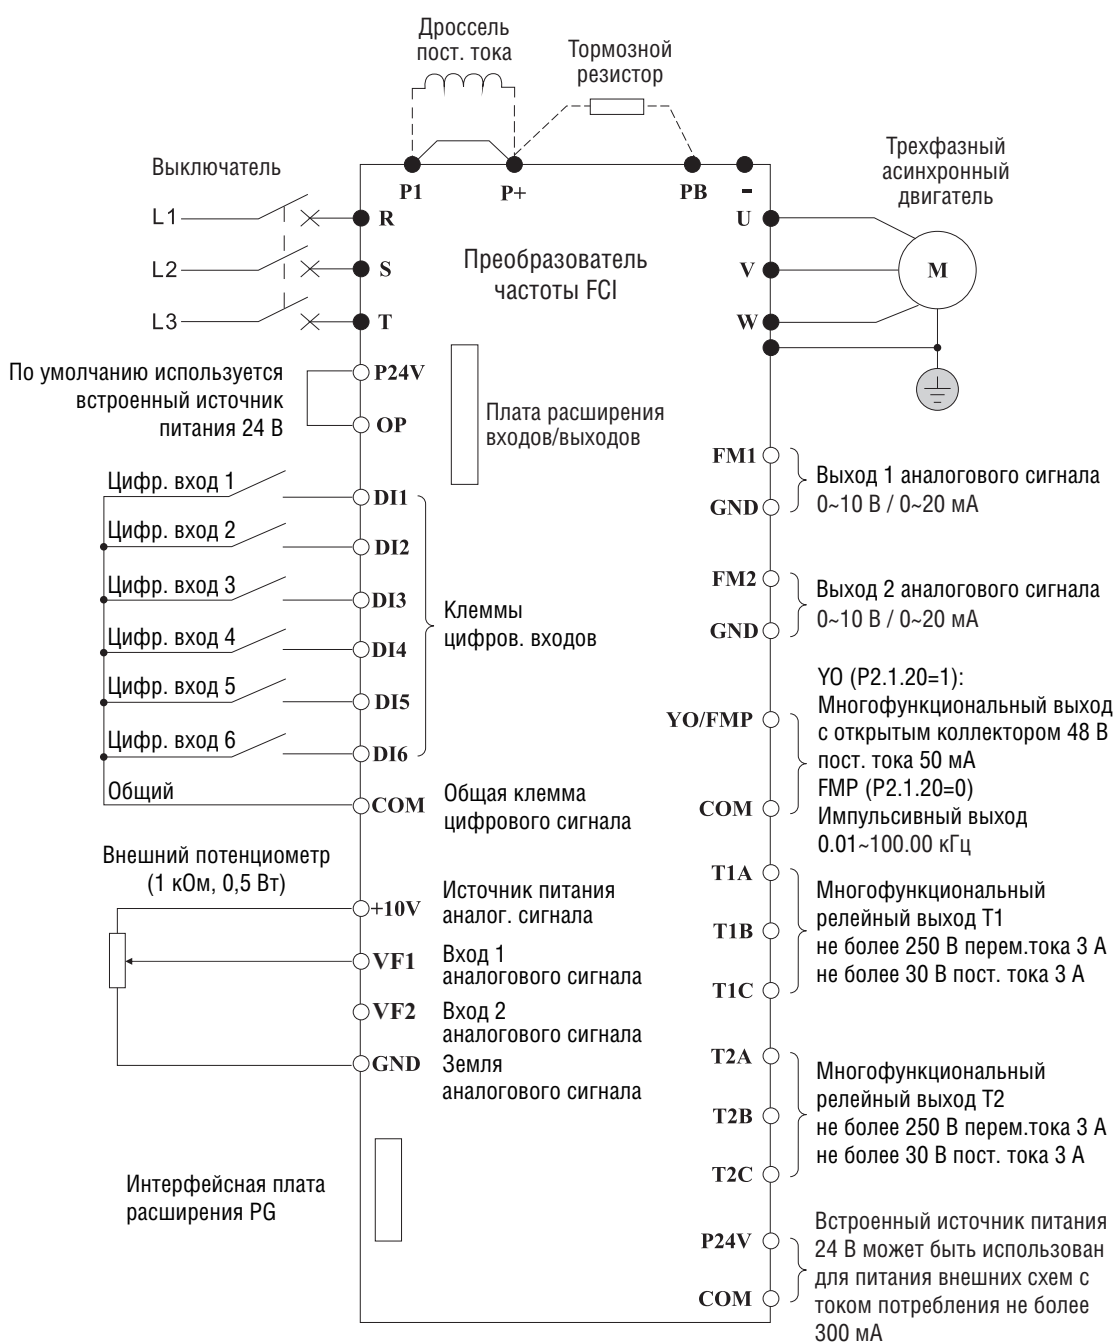 Дроссель
пост. тока
Тормозной
резистор
Выключатель
Трехфазный
асинхронный
двигатель
P1
P+
PB
-
L1
R
U
L2
S
Преобразователь
частоты FCI
V
M
L3
T
W
По умолчанию используется
встроенный источник
питания 24 В
P24V
OP
Плата расширения
входов/выходов
Цифр. вход 1
DI1
Цифр. вход 2
DI2
Цифр. вход 3
DI3
Цифр. вход 4
DI4
Цифр. вход 5
DI5
Цифр. вход 6
DI6
Клеммы
цифров. входов
Общий
COM
Общая клемма
цифрового сигнала
Внешний потенциометр
(1 кОм, 0,5 Вт)
+10V
Источник питания
аналог. сигнала
VF1
Вход 1
аналогового сигнала
VF2
Вход 2
аналогового сигнала
GND
Земля
аналогового сигнала
Интерфейсная плата
расширения PG
FM1
GND
Выход 1 аналогового сигнала
0~10 В / 0~20 мА
FM2
GND
Выход 2 аналогового сигнала
0~10 В / 0~20 мА
YO/FMP
COM
YO (P2.1.20=1):
Многофункциональный выход
с открытым коллектором 48 В
пост. тока 50 мА
FMP (P2.1.20=0)
Импульсивный выход
0.01~100.00 кГц
T1A
T1B
T1C
Многофункциональный
релейный выход T1
не более 250 В перем.тока 3 А
не более 30 В пост. тока 3 А
T2A
T2B
T2C
Многофункциональный
релейный выход T2
не более 250 В перем.тока 3 А
не более 30 В пост. тока 3 А
P24V
COM
Встроенный источник питания
24 В может быть использован
для питания внешних схем с
током потребления не более
300 мА